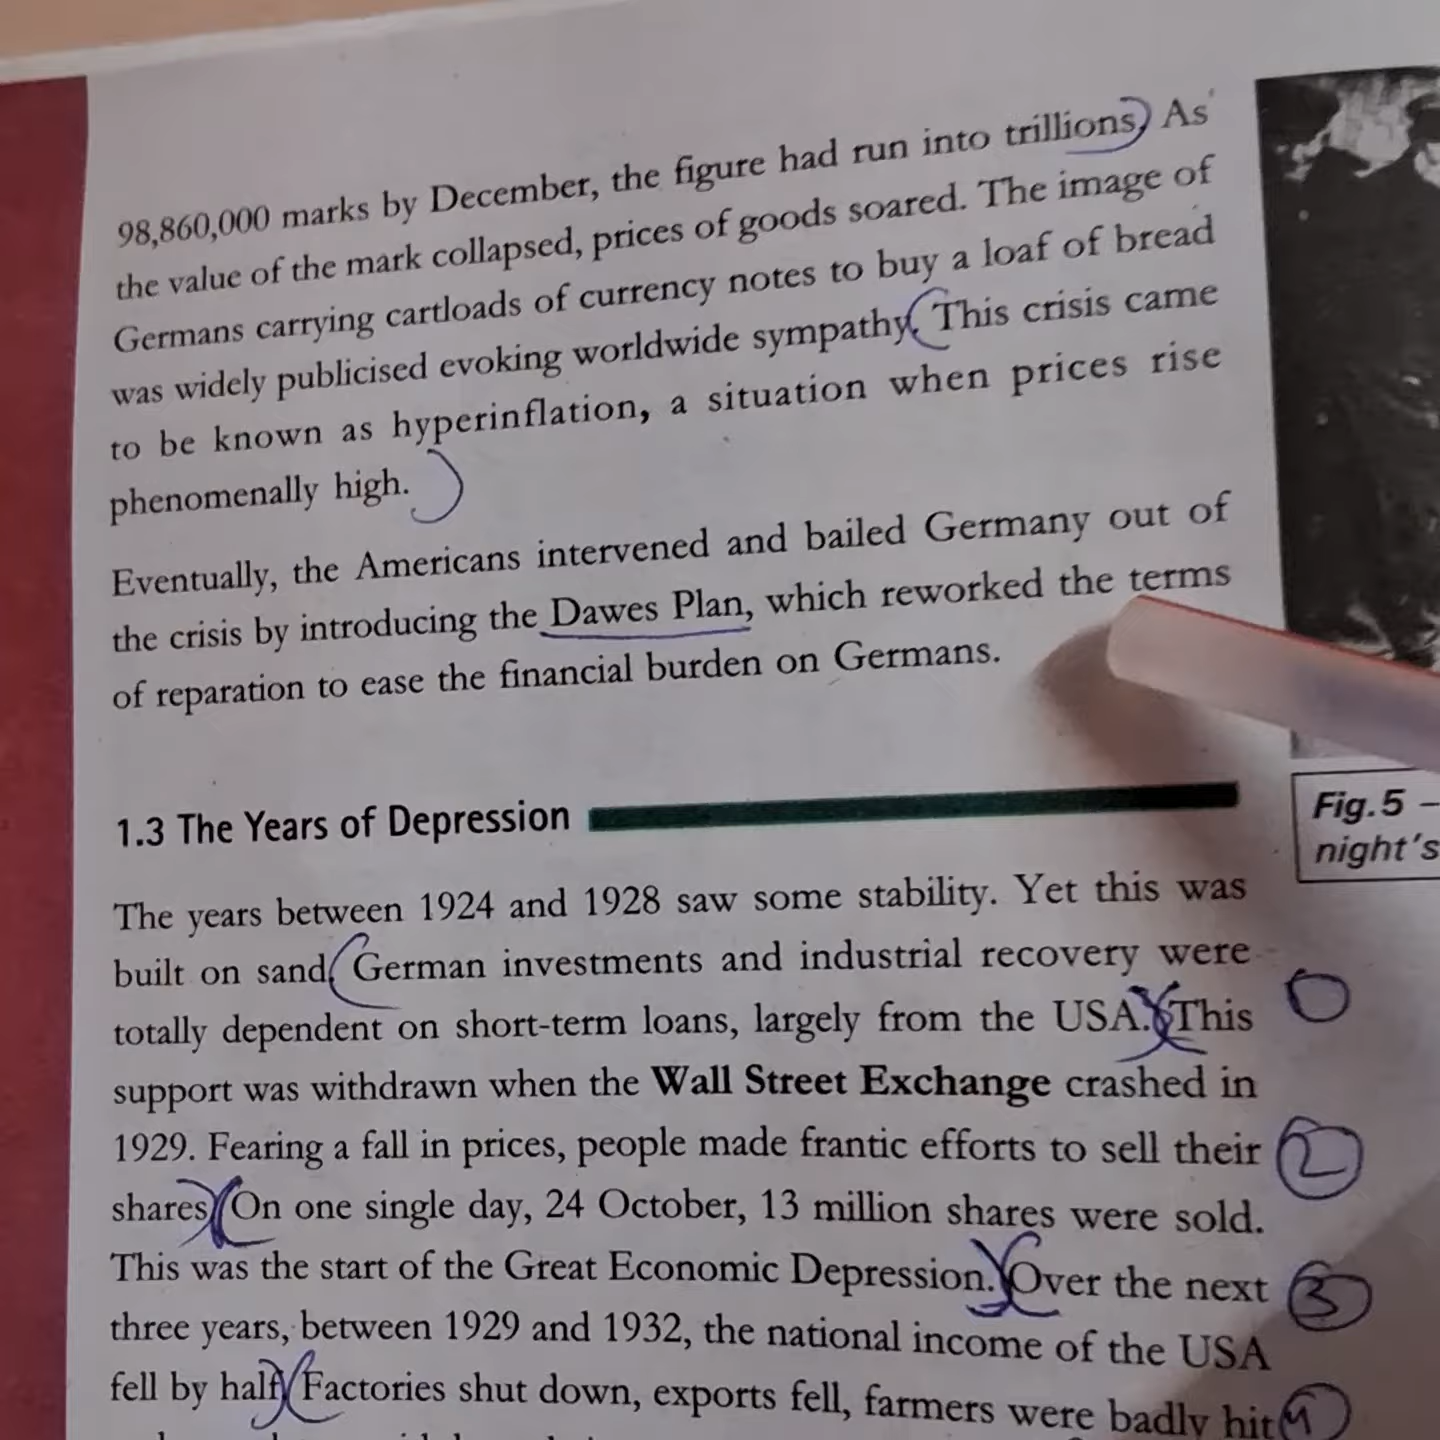 98,860,000 marks by December, the figure had run into trillions. As
the value of the mark collapsed, prices of goods soared. The image of
Germans carrying cartloads of currency notes to buy a loaf of bread
was widely publicised evoking worldwide sympathy. This crisis came
to be known as hyperinflation, a situation when prices rise
phenomenally high.
Eventually, the Americans intervened and bailed Germany out of
the crisis by introducing the Dawes Plan, which reworked the terms
of reparation to ease the financial burden on Germans.
Fig.5 –
night's
1.3 The Years of Depression
The years between 1924 and 1928 saw some stability. Yet this was
built on sand. German investments and industrial recovery were
totally dependent on short-term loans, largely from the USA. This
support was withdrawn when the Wall Street Exchange crashed in
1929. Fearing a fall in prices, people made frantic efforts to sell their
2
shares. On one single day, 24 October, 13 million shares were sold.
This was the start of the Great Economic Depression. Over the next
3
three years, between 1929 and 1932, the national income of the USA
fell by half. Factories shut down, exports fell, farmers were badly hit
4